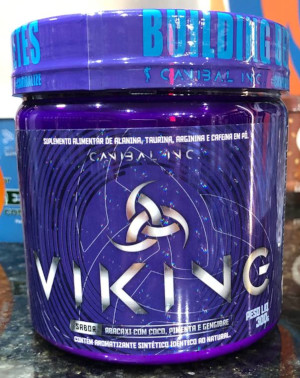 BUILDING
CANIBAL INC
SUPLEMENTO ALIMENTAR DE ALANINA, TAURINA, ARGININA E CAFEÍNA EM PÓ.
CANIBAL INC
VIKING
PESO LIQ.
300g
SABOR ABACAXI COM COCO, PIMENTA E GENGIBRE
CONTÉM AROMATIZANTE SINTÉTICO IDÊNTICO AO NATURAL.